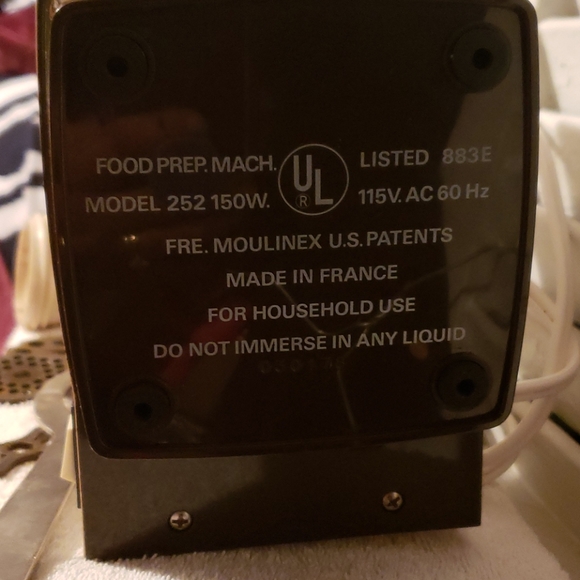 FOOD PREP. MACH. UL ® LISTED 883E
MODEL 252 150W. 115V. AC 60 Hz
FRE. MOULINEX U.S. PATENTS
MADE IN FRANCE
FOR HOUSEHOLD USE
DO NOT IMMERSE IN ANY LIQUID